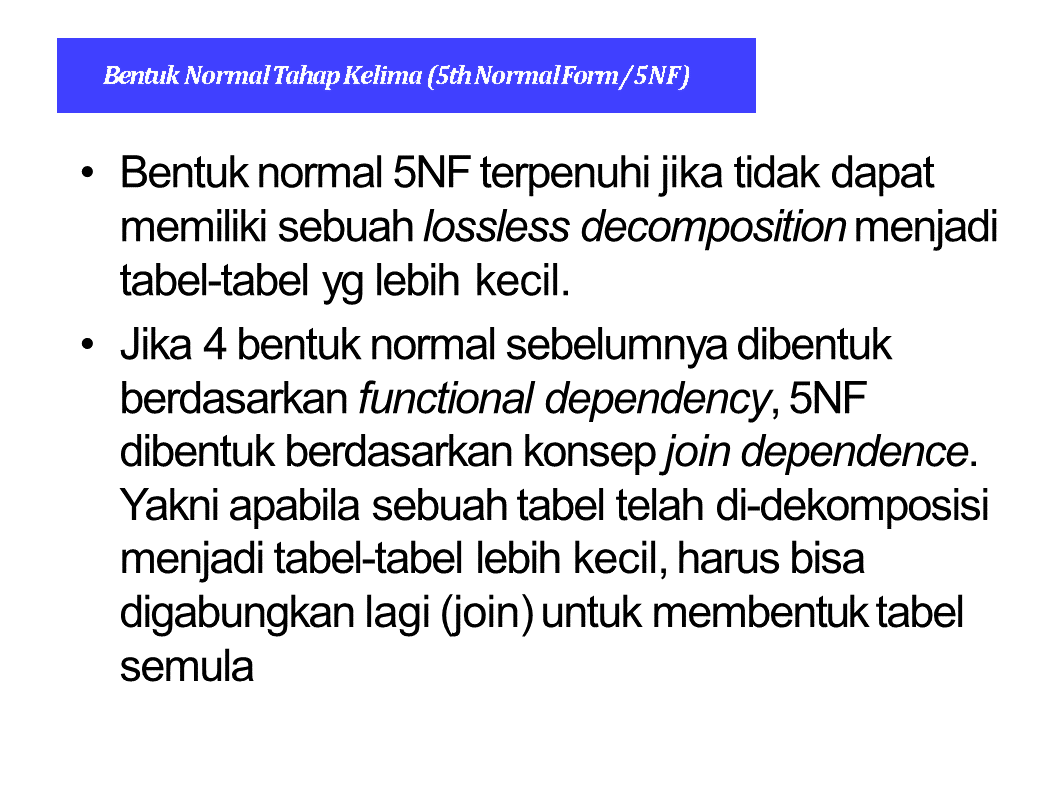 Bentuk Normal Tahap Kelima (5th Normal Form / 5NF)
• Bentuk normal 5NF terpenuhi jika tidak dapat
memiliki sebuah lossless decomposition menjadi
tabel-tabel yg lebih kecil.
• Jika 4 bentuk normal sebelumnya dibentuk
berdasarkan functional dependency, 5NF
dibentuk berdasarkan konsep join dependence.
Yakni apabila sebuah tabel telah di-dekomposisi
menjadi tabel-tabel lebih kecil, harus bisa
digabungkan lagi (join) untuk membentuk tabel
semula